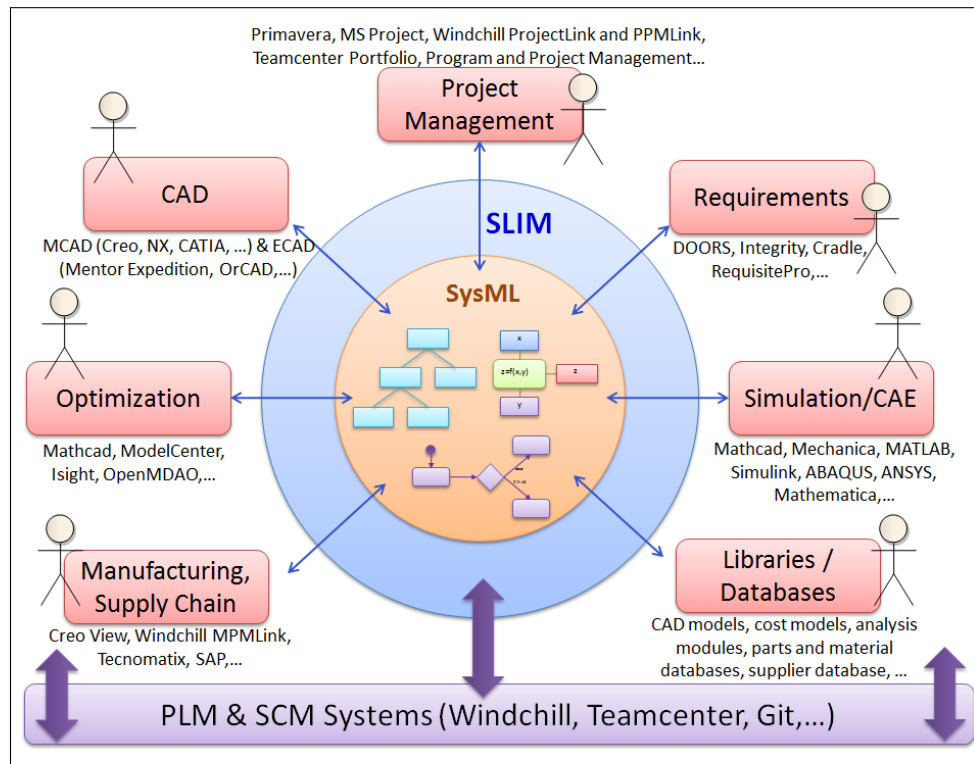 Primavera, MS Project, Windchill ProjectLink and PPMLink,
Teamcenter Portfolio, Program and Project Management...
Project
Management
CAD
MCAD (Creo, NX, CATIA, ...) & ECAD
(Mentor Expedition, OrCAD,...)
SLIM
Requirements
DOORS, Integrity, Cradle,
RequisitePro,...
SysML
x
z=f(x,y)
z
y
Optimization
Mathcad, ModelCenter,
Isight, OpenMDAO,...
Simulation/CAE
Mathcad, Mechanica, MATLAB,
Simulink, ABAQUS, ANSYS,
Mathematica,...
Manufacturing,
Supply Chain
Creo View, Windchill MPMLink,
Tecnomatix, SAP,...
Libraries /
Databases
CAD models, cost models, analysis
modules, parts and material
databases, supplier database, ...
PLM & SCM Systems (Windchill, Teamcenter, Git,...)